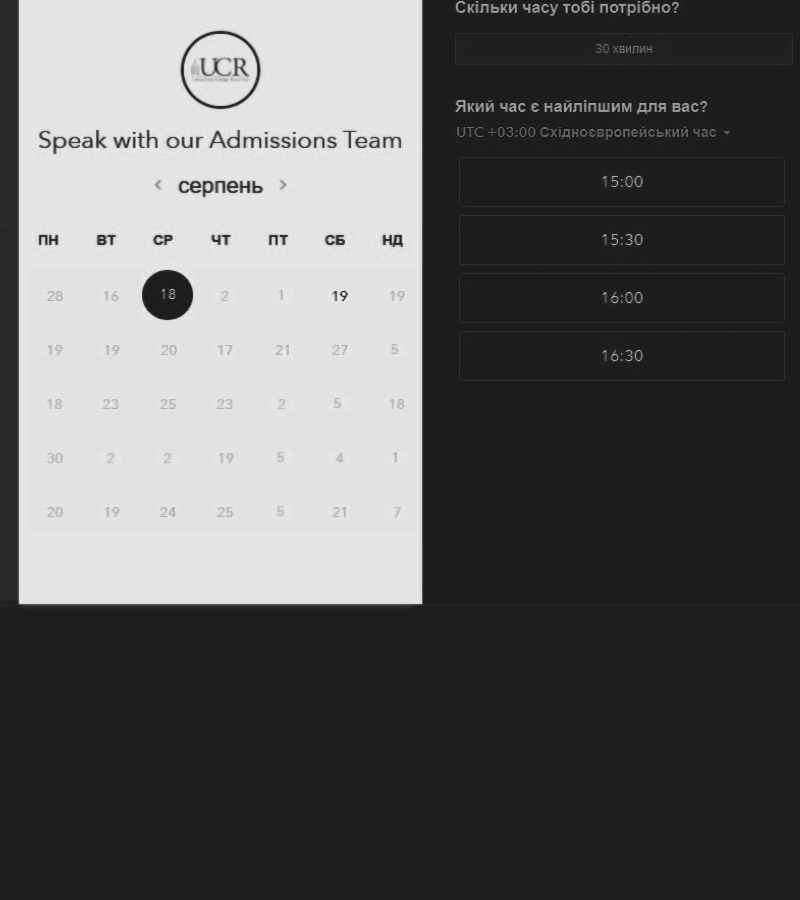 UCR
Speak with our Admissions Team
серпень
ПН ВТ СР ЧТ ПТ СБ НД
28 16 18 2 1 19 19
19 19 20 17 21 27 5
18 23 25 23 2 5 18
30 2 2 19 5 4 1
20 19 24 25 5 21 7
Скільки часу тобі потрібно?
30 хвилин
Який час є найліпшим для вас?
UTC +03:00 Східноєвропейський час
15:00
15:30
16:00
16:30